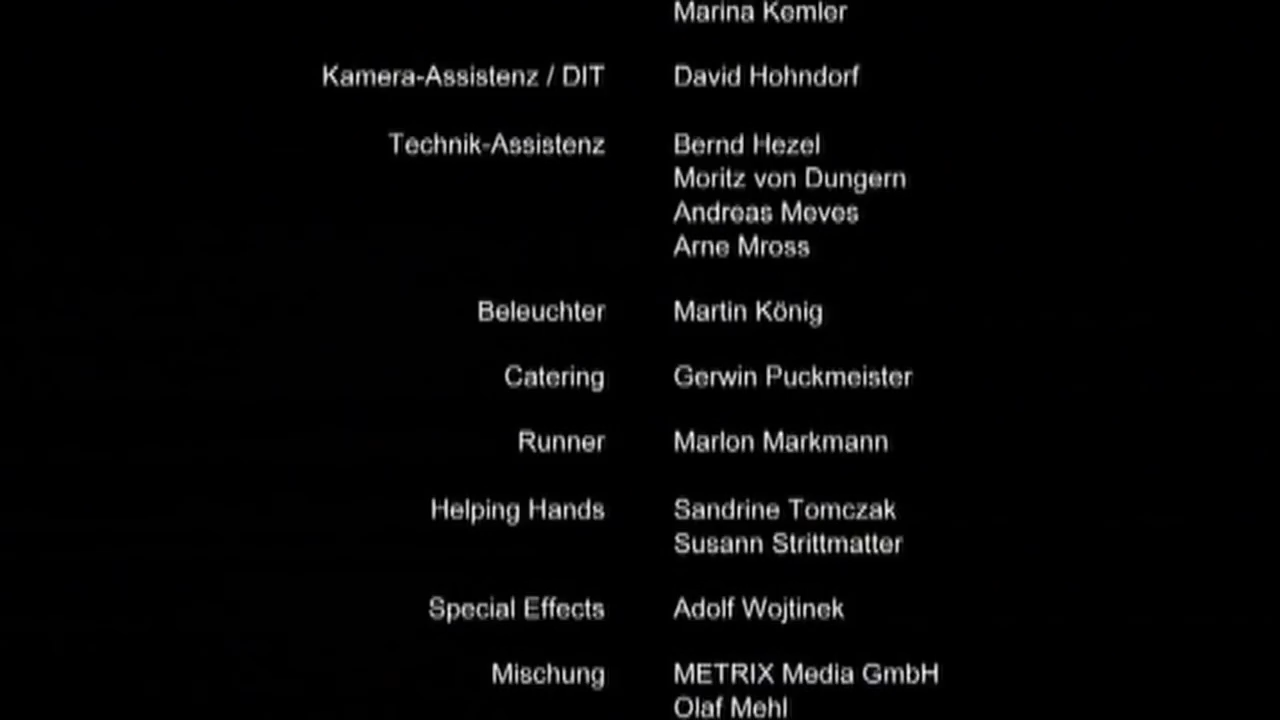 Marina Kemler
Kamera-Assistenz / DIT David Hohndorf
Technik-Assistenz Bernd Hezel
Moritz von Dungern
Andreas Meves
Arne Mross
Beleuchter Martin König
Catering Gerwin Puckmeister
Runner Marlon Markmann
Helping Hands Sandrine Tomczak
Susann Strittmatter
Special Effects Adolf Wojtinek
Mischung METRIX Media GmbH
Olaf Mehl